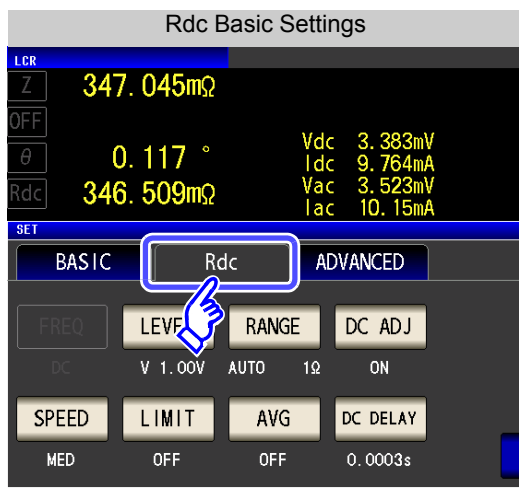 Rdc Basic Settings
LCR
Z 347.045mΩ
OFF
Vdc 3.383mV
θ 0.117 ° Idc 9.764mA
Vac 3.523mV
Rdc 346.509mΩ
Iac 10.15mA
SET
BASIC Rdc ADVANCED
FREQ LEVEL RANGE DC ADJ
DC V 1.00V AUTO 1Ω ON
SPEED LIMIT AVG DC DELAY
MED OFF OFF 0.0003s